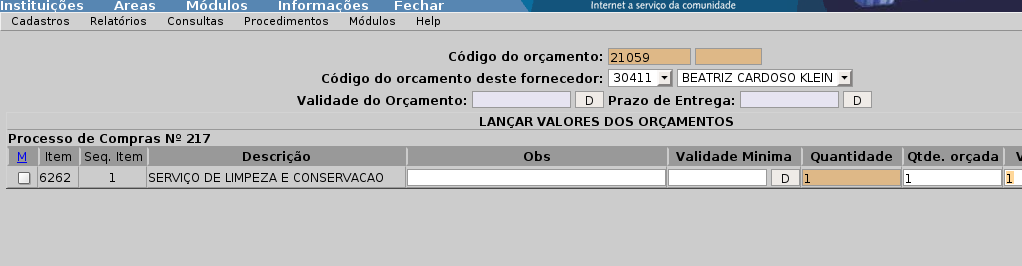 Instituições Áreas Módulos Informações Fechar
Internet a serviço da comunidade
Cadastros Relatórios Consultas Procedimentos Módulos Help
Código do orçamento: 21059
Código do orcamento deste fornecedor: 30411 BEATRIZ CARDOSO KLEIN
Validade do Orçamento: D Prazo de Entrega: D
LANÇAR VALORES DOS ORÇAMENTOS
Processo de Compras Nº 217
M Item Seq. Item Descrição Obs Validade Minima Quantidade Qtde. orçada V
6262 1 SERVIÇO DE LIMPEZA E CONSERVACAO D 1 1 1